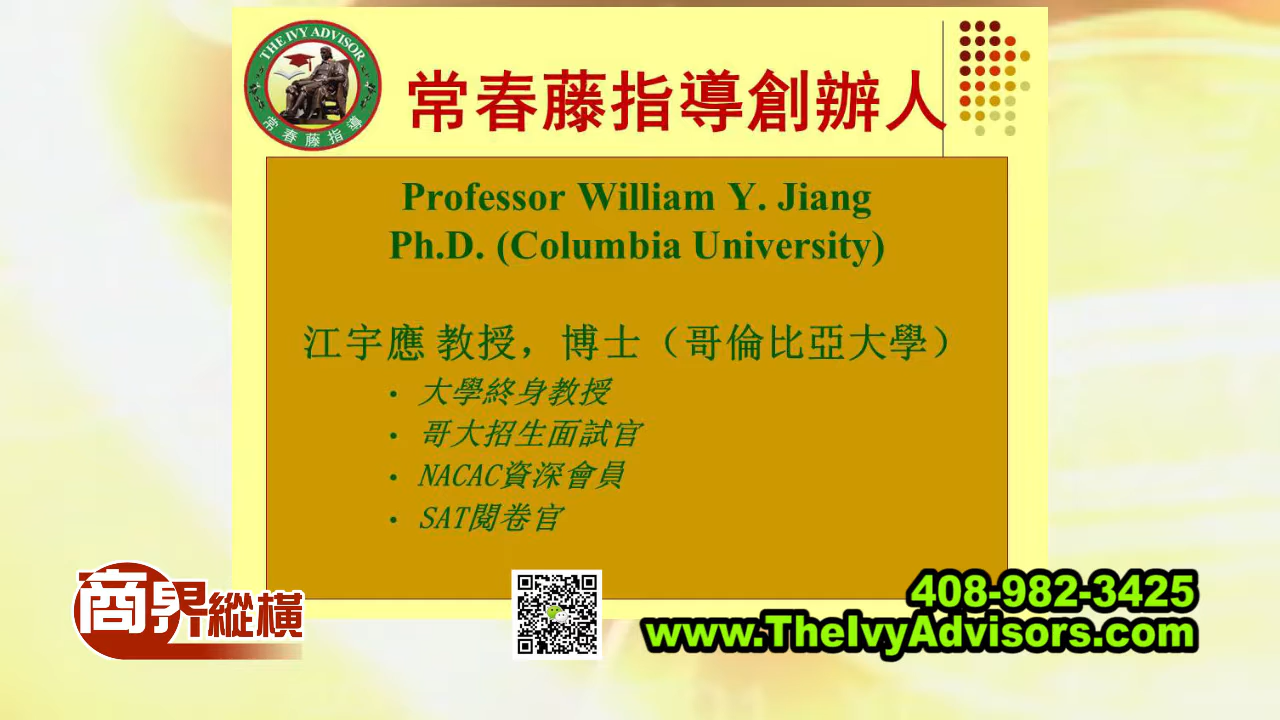 THE IVY ADVISOR
常春藤指導
常春藤指導創辦人
Professor William Y. Jiang
Ph.D. (Columbia University)
江宇應 教授，博士（哥倫比亞大學）
• 大學終身教授
• 哥大招生面試官
• NACAC資深會員
• SAT閱卷官
商界縱橫
408-982-3425
www.TheIvyAdvisors.com